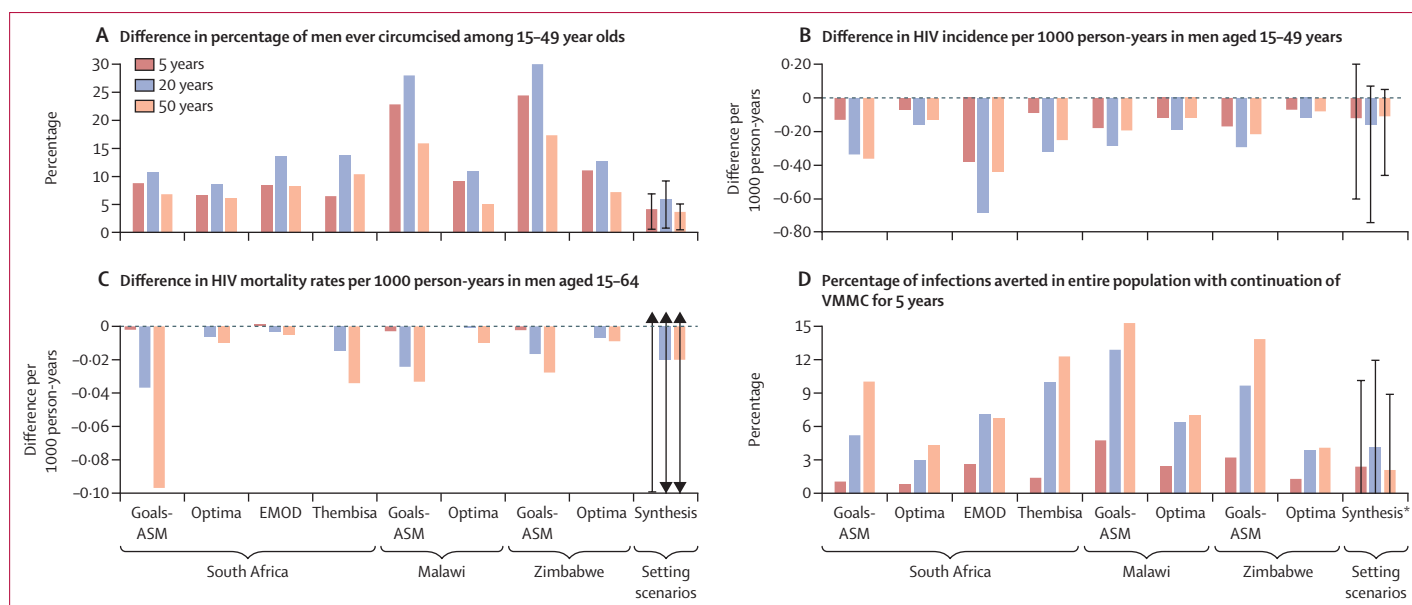 A Difference in percentage of men ever circumcised among 15–49 year olds
30
25
20
15
10
5
0
Percentage
5 years
20 years
50 years
B Difference in HIV incidence per 1000 person-years in men aged 15–49 years
0·20
0
–0·20
–0·40
–0·60
–0·80
Difference per
1000 person-years
C Difference in HIV mortality rates per 1000 person-years in men aged 15–64
0
–0·02
–0·04
–0·06
–0·08
–0·10
Difference per
1000 person-years
Goals-
ASM
Optima
EMOD
Thembisa
Goals-
ASM
Optima
Goals-
ASM
Optima
Synthesis
South Africa
Malawi
Zimbabwe
Setting
scenarios
D Percentage of infections averted in entire population with continuation of
VMMC for 5 years
15
12
9
6
3
0
Percentage
Goals-
ASM
Optima
EMOD
Thembisa
Goals-
ASM
Optima
Goals-
ASM
Optima
Synthesis*
South Africa
Malawi
Zimbabwe
Setting
scenarios